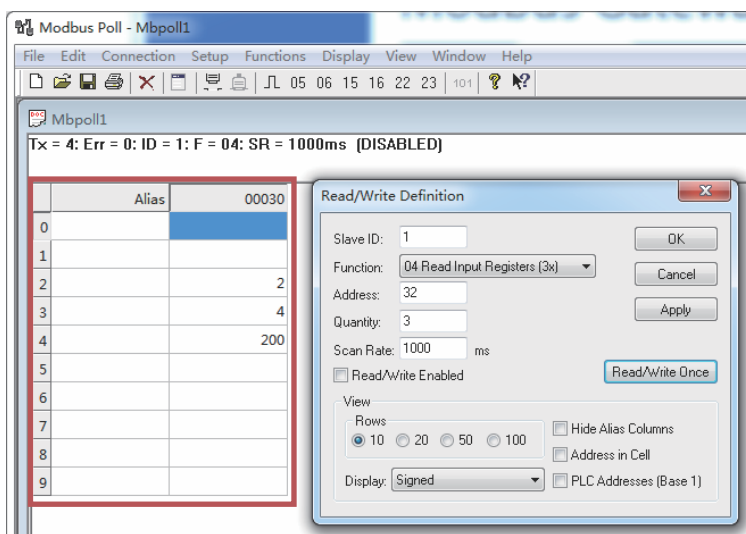 Modbus Gatew
Modbus Poll - Mbpoll1
File Edit Connection Setup Functions Display View Window Help
05 06 15 16 22 23 101
Mbpoll1
Tx = 4: Err = 0: ID = 1: F = 04: SR = 1000ms (DISABLED)
Alias 00030
0
1
2 2
3 4
4 200
5
6
7
8
9
Read/Write Definition
Slave ID: 1
OK
Function: 04 Read Input Registers (3x)
Cancel
Address: 32
Apply
Quantity: 3
Scan Rate: 1000 ms
Read/Write Enabled
Read/Write Once
View
Rows
10 20 50 100
Hide Alias Columns
Address in Cell
Display: Signed
PLC Addresses (Base 1)